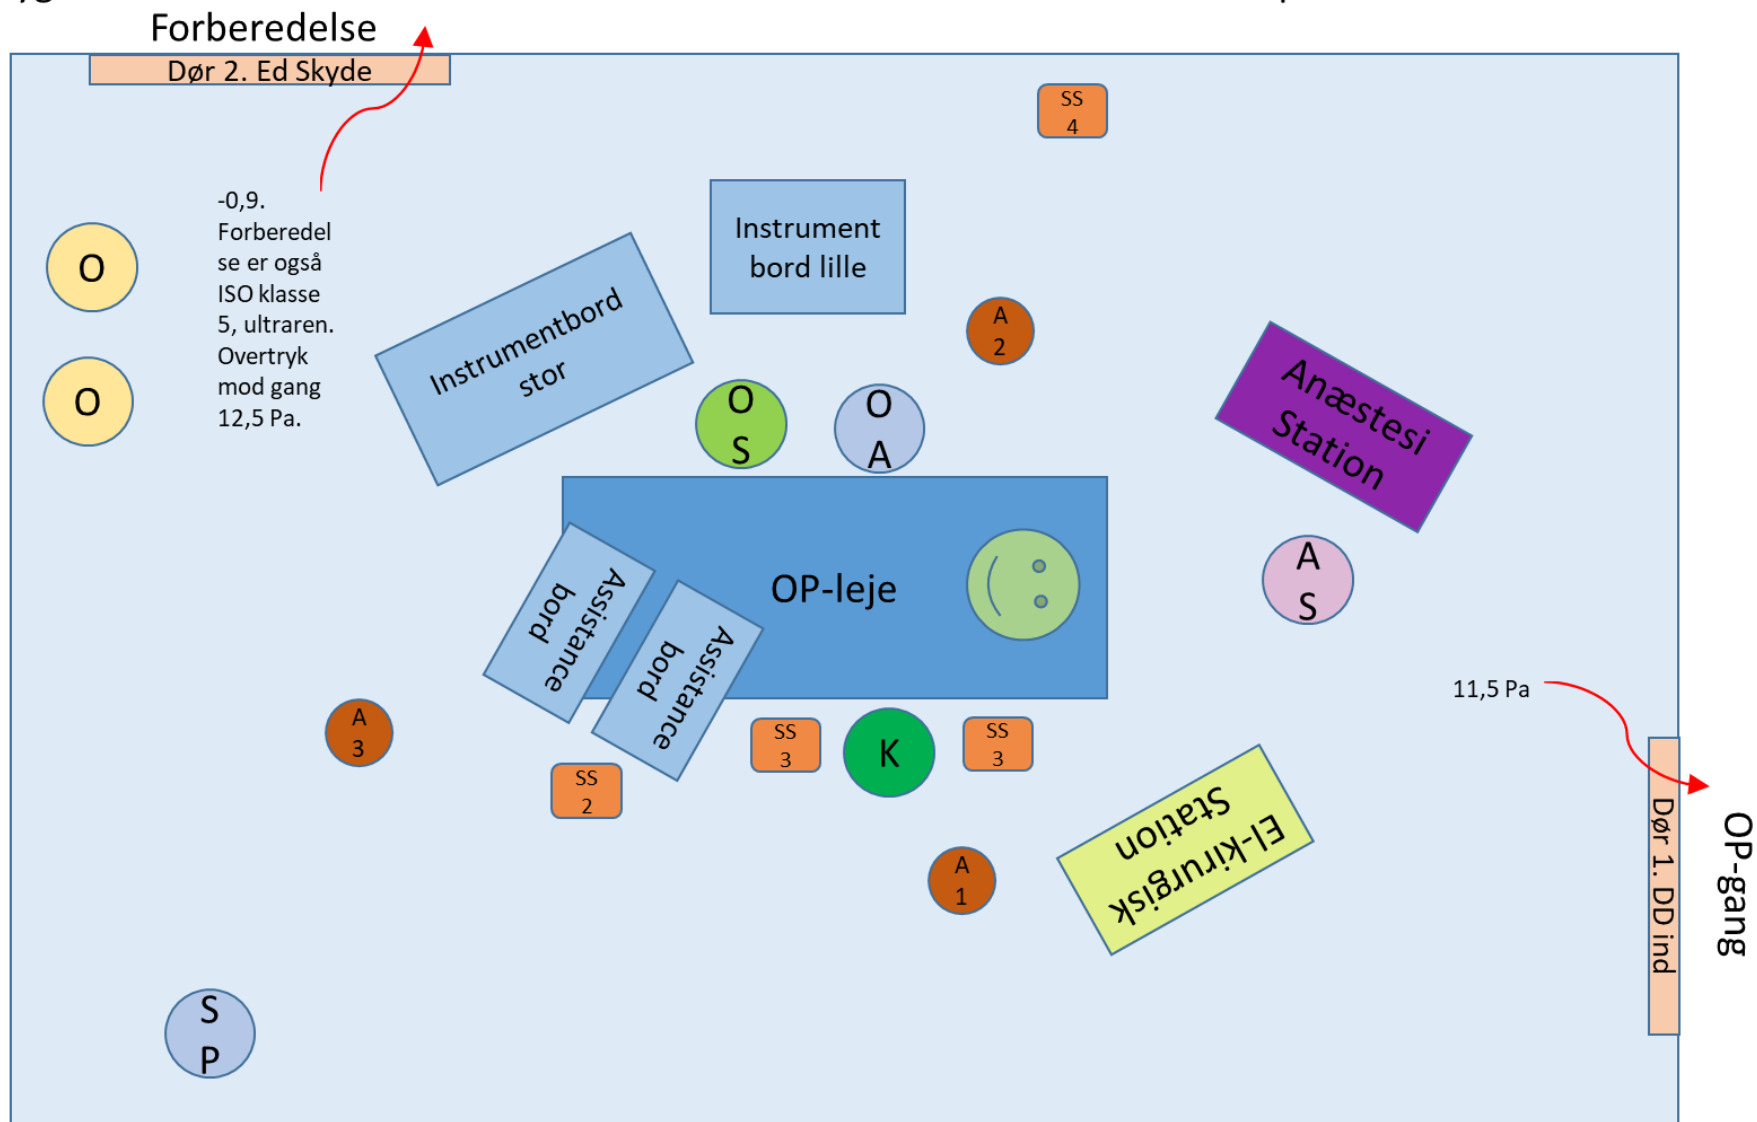 Forberedelse
Dør 2. Ed Skyde
SS
4
-0,9.
Forberedel
se er også
ISO klasse
5, ultraren.
Overtryk
mod gang
12,5 Pa.
O
O
Instrument
bord lille
Instrumentbord
stor
A
2
O
S
O
A
Anæstesi
Station
OP-leje
A
S
Assistance
bord
Assistance
bord
11,5 Pa
A
3
SS
2
SS
3
K
SS
3
A
1
El-kirurgisk
Station
Dør 1. DD ind
OP-gang
S
P